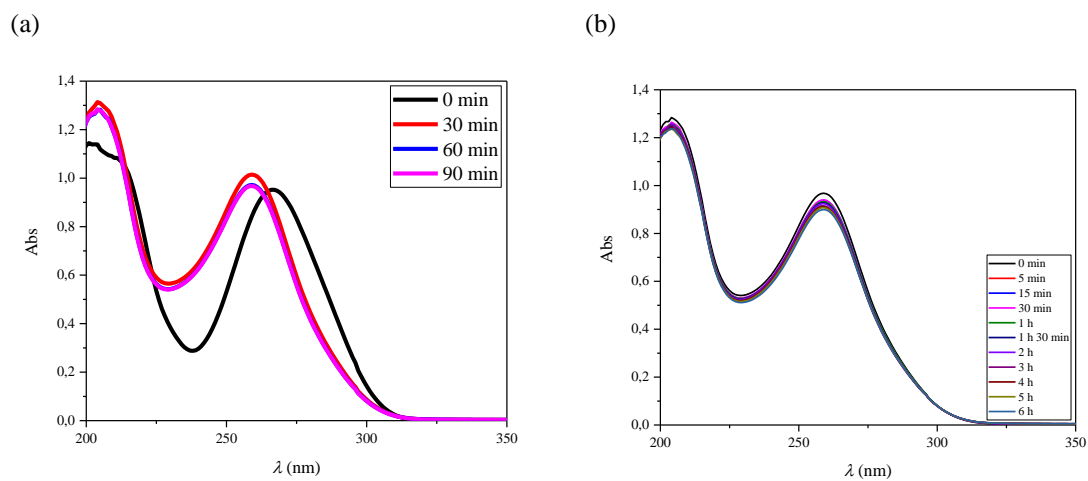 (a)
(b)
1,4
1,2
1,0
0,8
0,6
0,4
0,2
0,0
Abs
200
250
300
350
λ (nm)
0 min
30 min
60 min
90 min
1,4
1,2
1,0
0,8
0,6
0,4
0,2
0,0
Abs
200
250
300
350
λ (nm)
0 min
5 min
15 min
30 min
1 h
1 h 30 min
2 h
3 h
4 h
5 h
6 h